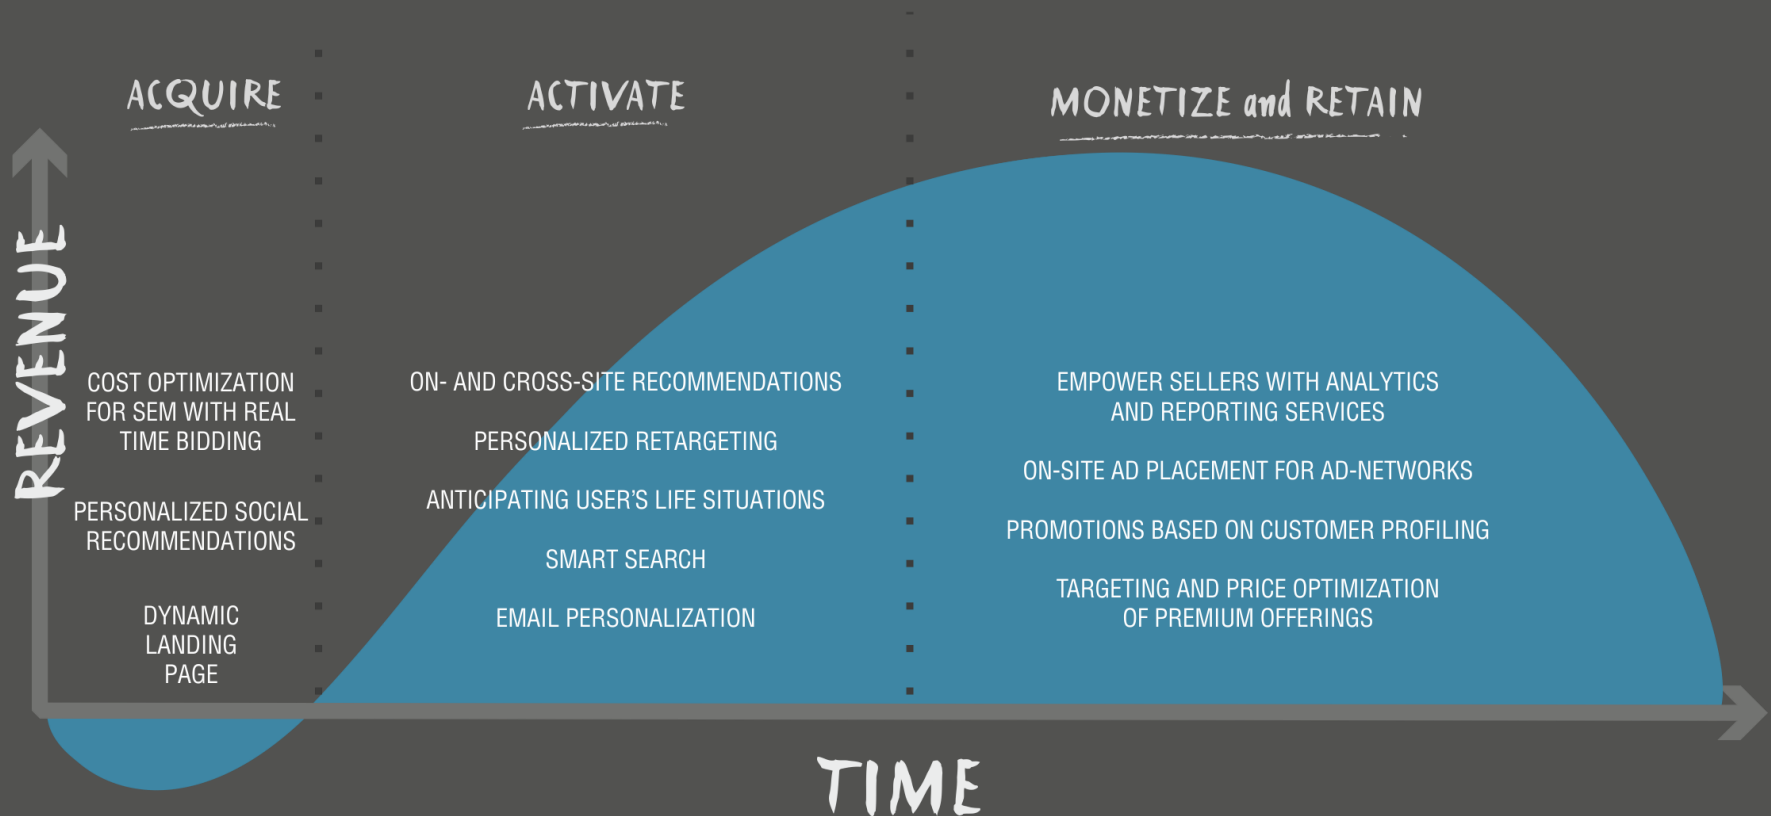 ACQUIRE
ACTIVATE
MONETIZE and RETAIN
REVENUE
COST OPTIMIZATION
FOR SEM WITH REAL
TIME BIDDING
PERSONALIZED SOCIAL
RECOMMENDATIONS
DYNAMIC
LANDING
PAGE
ON- AND CROSS-SITE RECOMMENDATIONS
PERSONALIZED RETARGETING
ANTICIPATING USER’S LIFE SITUATIONS
SMART SEARCH
EMAIL PERSONALIZATION
EMPOWER SELLERS WITH ANALYTICS
AND REPORTING SERVICES
ON-SITE AD PLACEMENT FOR AD-NETWORKS
PROMOTIONS BASED ON CUSTOMER PROFILING
TARGETING AND PRICE OPTIMIZATION
OF PREMIUM OFFERINGS
TIME